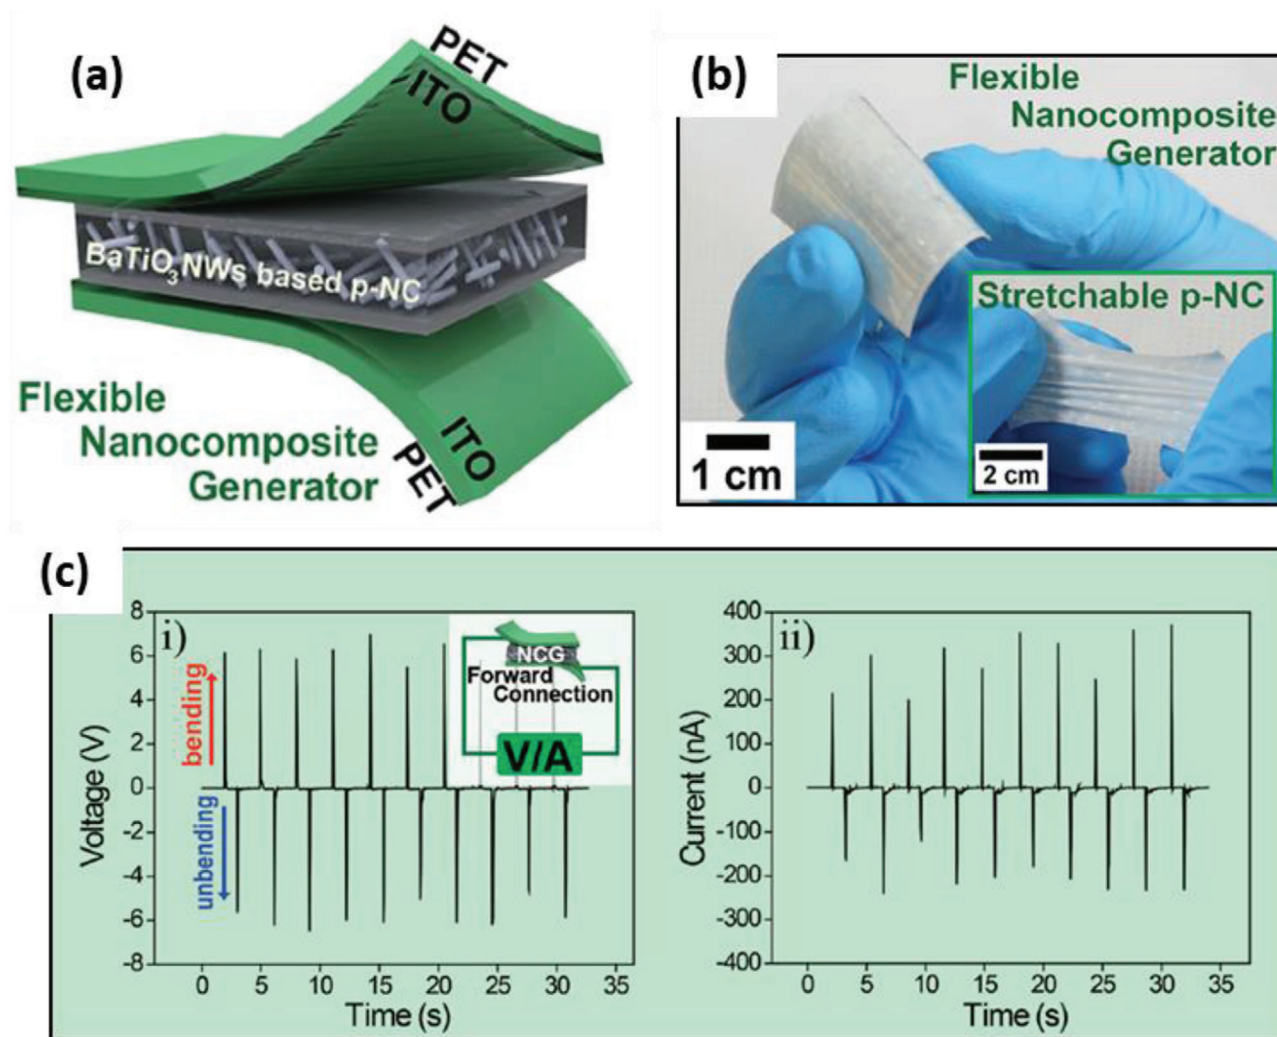 (a)
PET
ITO
BaTiO₃NWs based p-NC
ITO
PET
Flexible
Nanocomposite
Generator
(b)
Flexible
Nanocomposite
Generator
Stretchable p-NC
1 cm
2 cm
(c)
i)
8
6
4
2
0
-2
-4
-6
-8
Voltage (V)
bending
unbending
NCG
Forward
Connection
V/A
0 5 10 15 20 25 30 35
Time (s)
ii)
400
300
200
100
0
-100
-200
-300
-400
Current (nA)
0 5 10 15 20 25 30 35
Time (s)